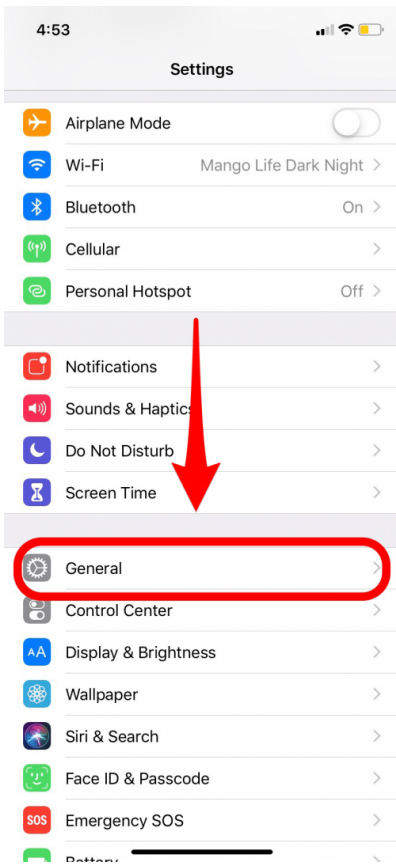 4:53
Settings
Airplane Mode
Wi-Fi Mango Life Dark Night
Bluetooth On
Cellular
Personal Hotspot Off
Notifications
Sounds & Haptics
Do Not Disturb
Screen Time
General
Control Center
AA Display & Brightness
Wallpaper
Siri & Search
Face ID & Passcode
SOS Emergency SOS
Battery